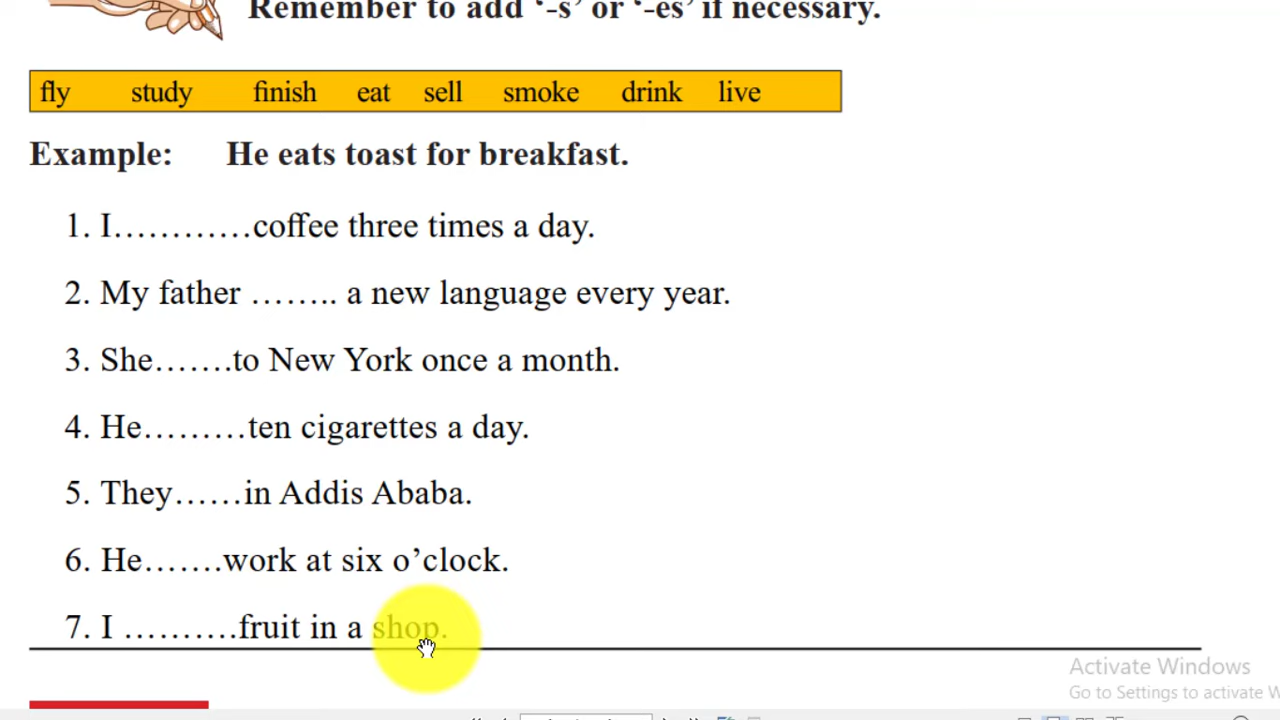 Remember to add ‘-s’ or ‘-es’ if necessary.
fly study finish eat sell smoke drink live
Example: He eats toast for breakfast.
1. I…………coffee three times a day.
2. My father …….. a new language every year.
3. She…….to New York once a month.
4. He………ten cigarettes a day.
5. They……in Addis Ababa.
6. He…….work at six o’clock.
7. I ……….fruit in a shop.
Activate Windows
Go to Settings to activate W